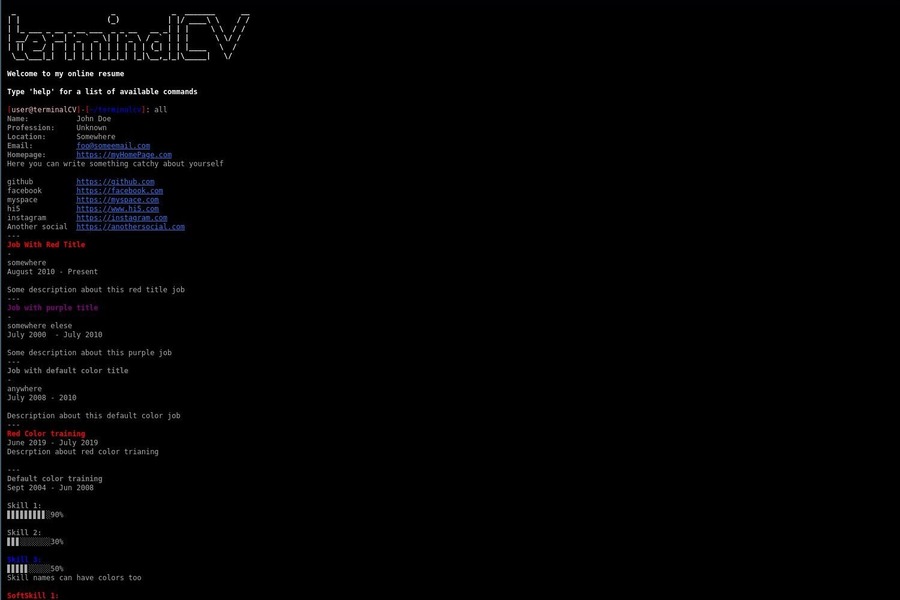 terminalCV
Welcome to my online resume
Type 'help' for a list of available commands
[user@terminalCV]-[~/terminalcv]: all
Name: John Doe
Profession: Unknown
Location: Somewhere
Email: foo@someemail.com
Homepage: https://myHomePage.com
Here you can write something catchy about yourself
github https://github.com
facebook https://facebook.com
myspace https://myspace.com
hi5 https://www.hi5.com
instagram https://instagram.com
Another social https://anothersocial.com
---
Job With Red Title
-
somewhere
August 2010 - Present
Some description about this red title job
---
Job with purple title
-
somewhere elese
July 2000  - July 2010
Some description about this purple job
---
Job with default color title
-
anywhere
July 2008 - 2010
Description about this default color job
---
Red Color training
June 2019 - July 2019
Descrption about red color trianing
---
Default color training
Sept 2004 - Jun 2008
Skill 1:
90%
Skill 2:
30%
Skill 3:
50%
Skill names can have colors too
SoftSkill 1: